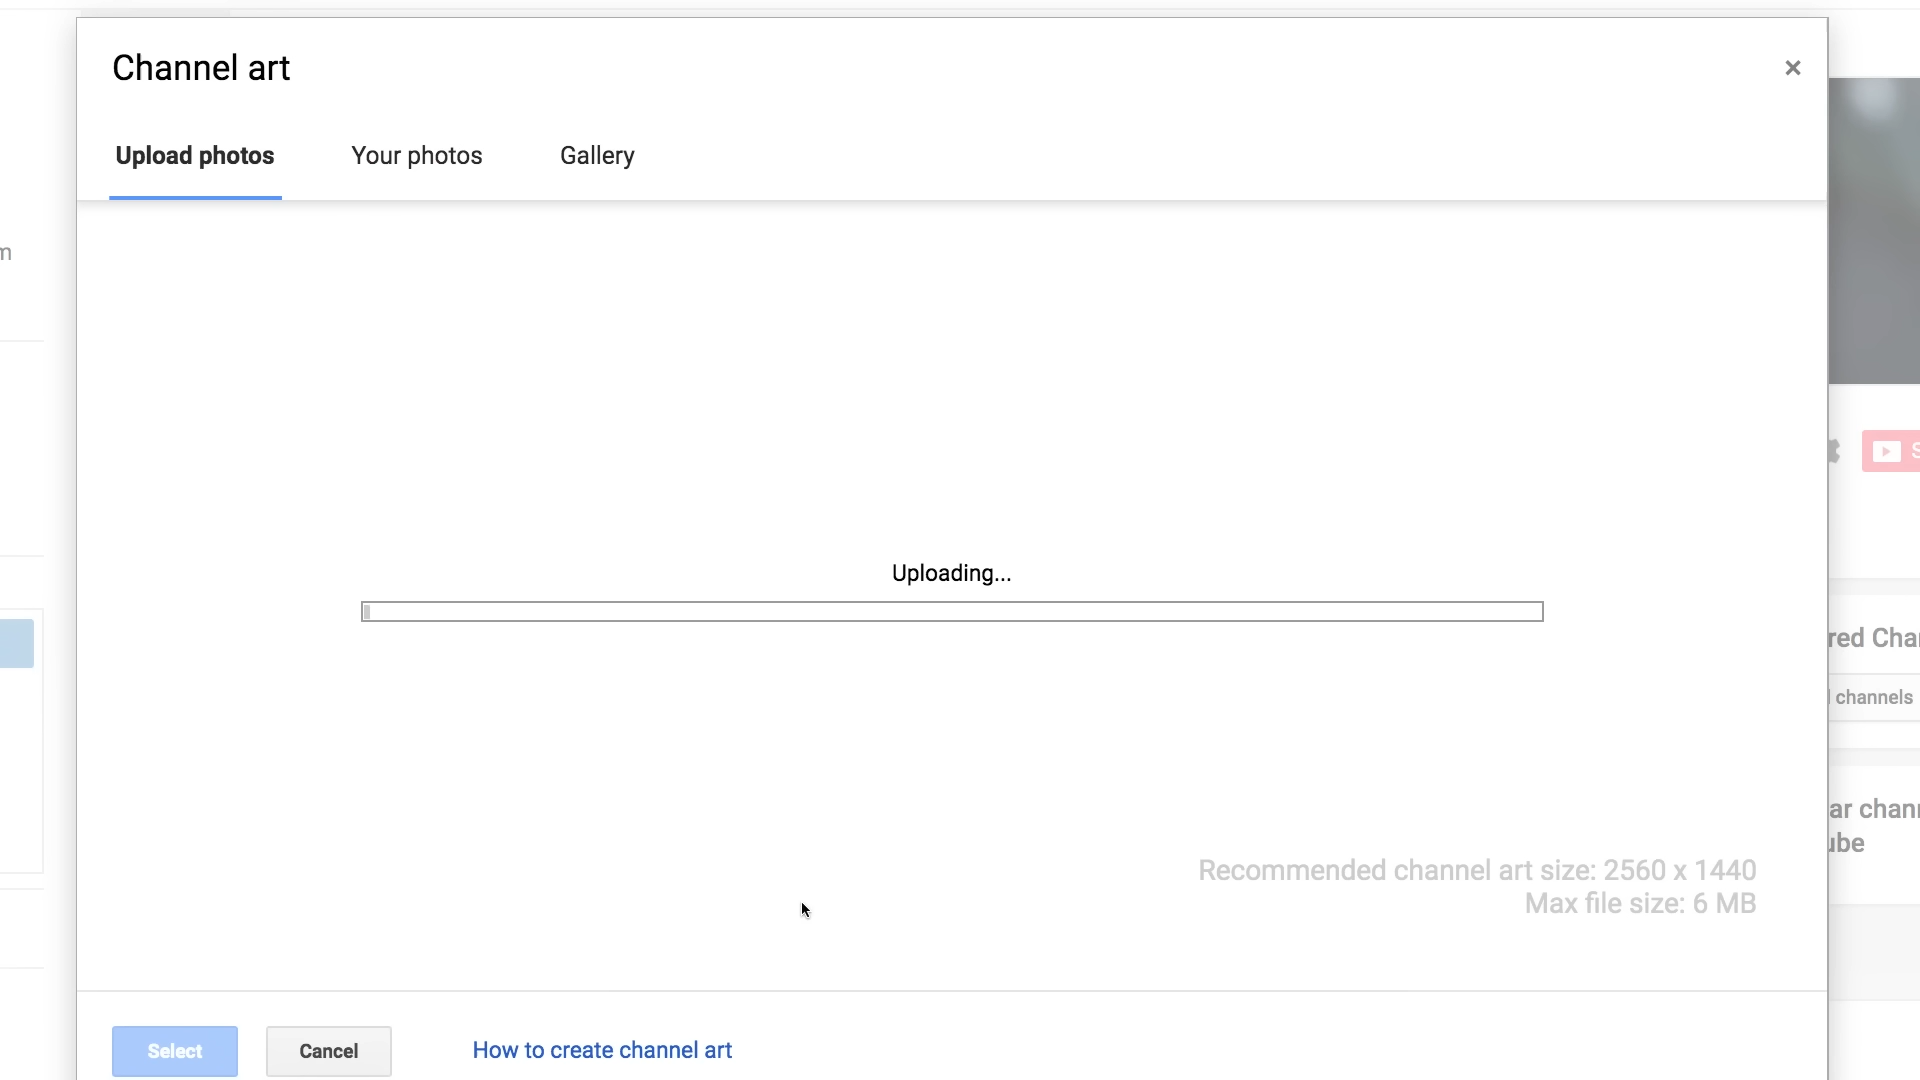 Channel art
×
Upload photos
Your photos
Gallery
m
S
Uploading...
red Cha
channels
ar chan
ube
Recommended channel art size: 2560 x 1440
Max file size: 6 MB
Select
Cancel
How to create channel art